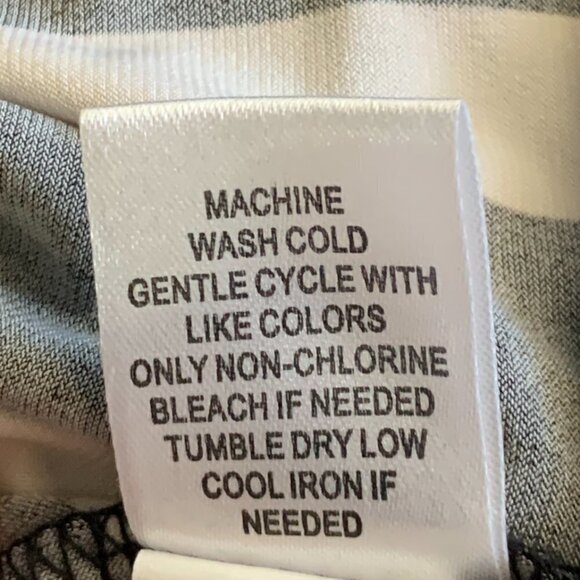 MACHINE
WASH COLD
GENTLE CYCLE WITH
LIKE COLORS
ONLY NON-CHLORINE
BLEACH IF NEEDED
TUMBLE DRY LOW
COOL IRON IF
NEEDED